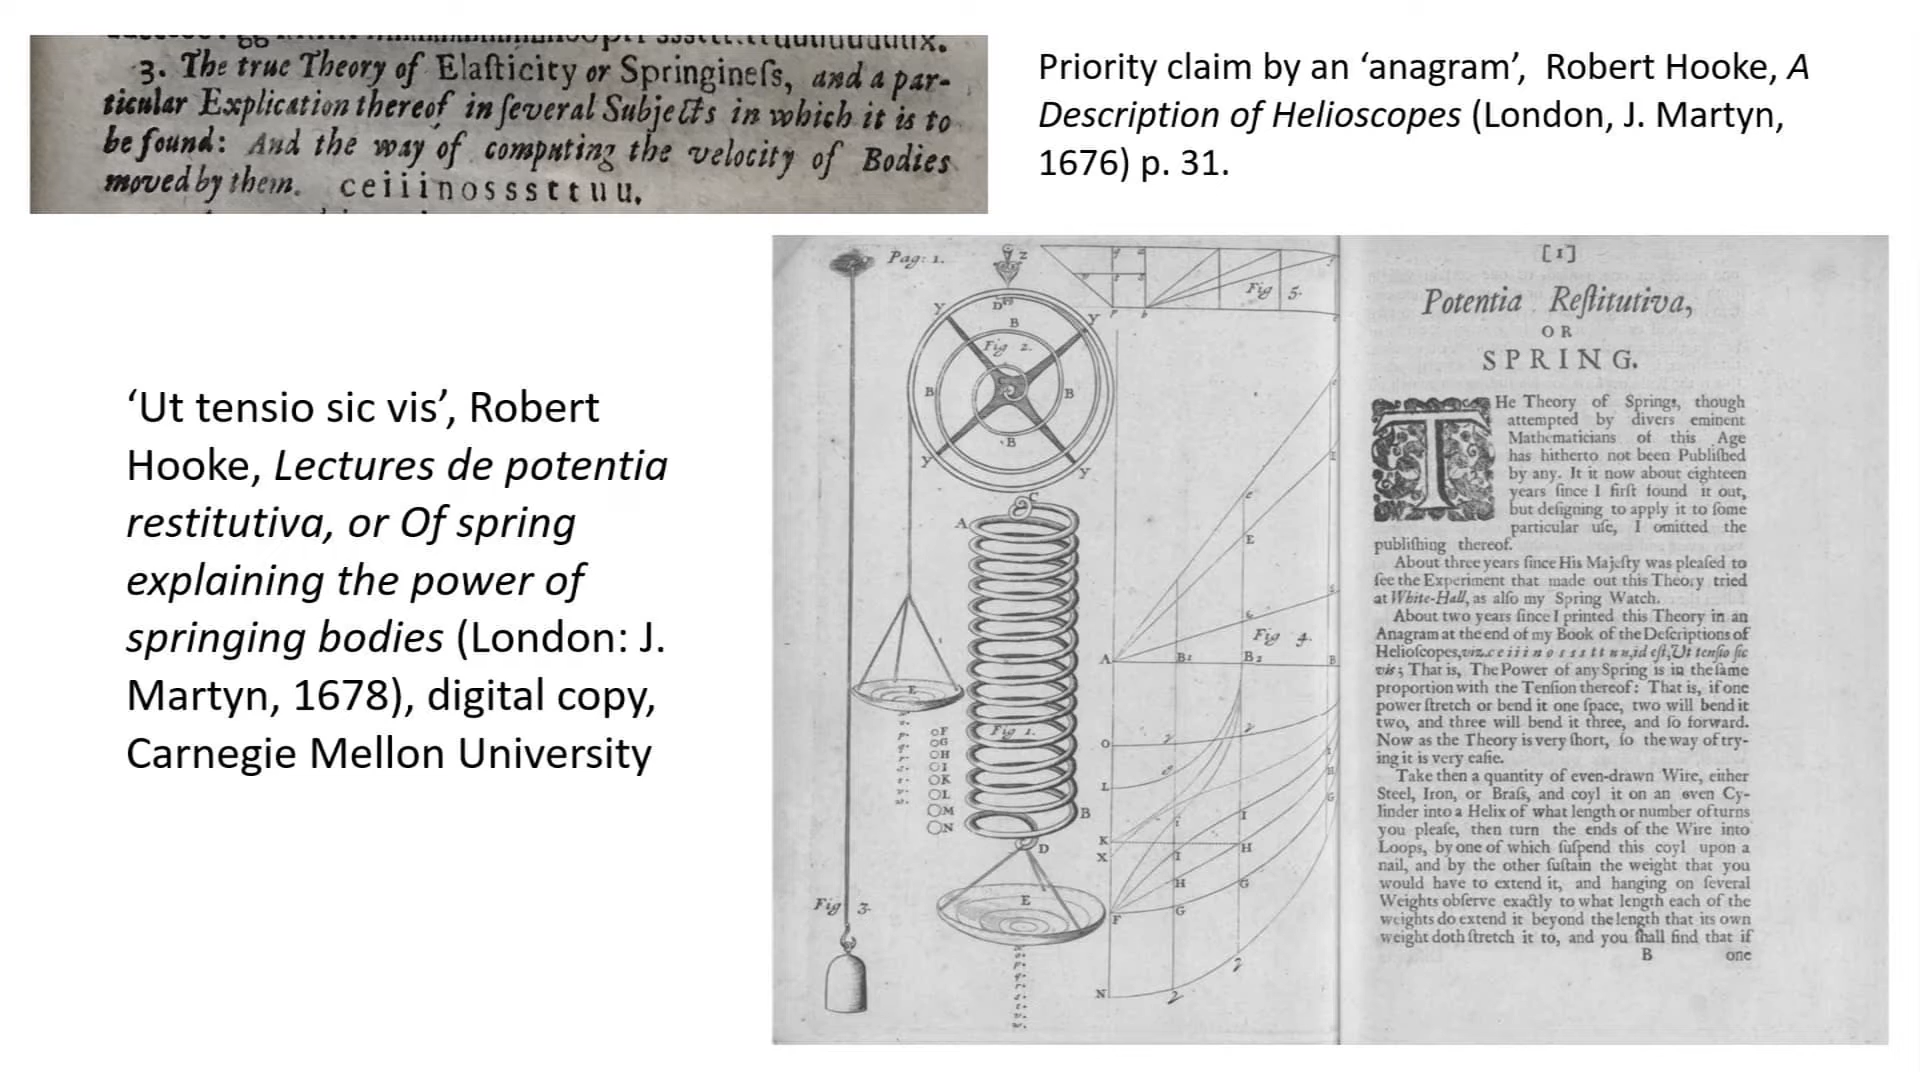 3. The true Theory of Elaſticity or Springineſs, and a par-
ticular Explication thereof in ſeveral Subjects in which it is to
be found: And the way of computing the velocity of Bodies
moved by them. ceiiinosssttuu.
Priority claim by an ‘anagram’, Robert Hooke, A
Description of Helioscopes (London, J. Martyn,
1676) p. 31.
‘Ut tensio sic vis’, Robert
Hooke, Lectures de potentia
restitutiva, or Of spring
explaining the power of
springing bodies (London: J.
Martyn, 1678), digital copy,
Carnegie Mellon University
Pag: 1.
Fig 5.
Fig 2.
Fig 1.
Fig 4.
Fig 3.
[1]
Potentia Reſtitutiva,
OR
SPRING.
THe Theory of Springs, though
attempted by divers eminent
Mathematicians of this Age
has hitherto not been Publiſhed
by any. It it now about eighteen
years ſince I firſt found it out,
but deſigning to apply it to ſome
particular uſe, I omitted the
publiſhing thereof.
About three years ſince His Majeſty was pleaſed to
ſee the Experiment that made out this Theory tried
at White-Hall, as alſo my Spring Watch.
About two years ſince I printed this Theory in an
Anagram at the end of my Book of the Deſcriptions of
Helioſcopes, viz. c e i i i n o s s s t t u u, id eſt, Ut tenſio ſic
vis; That is, The Power of any Spring is in the ſame
proportion with the Tenſion thereof: That is, if one
power ſtretch or bend it one ſpace, two will bend it
two, and three will bend it three, and ſo forward.
Now as the Theory is very ſhort, ſo the way of try-
ing it is very eaſie.
Take then a quantity of even-drawn Wire, either
Steel, Iron, or Braſs, and coyl it on an even Cy-
linder into a Helix of what length or number of turns
you pleaſe, then turn the ends of the Wire into
Loops, by one of which ſuſpend this coyl upon a
nail, and by the other ſuſtain the weight that you
would have to extend it, and hanging on ſeveral
Weights obſerve exactly to what length each of the
weights do extend it beyond the length that its own
weight doth ſtretch it to, and you ſhall find that if
B one